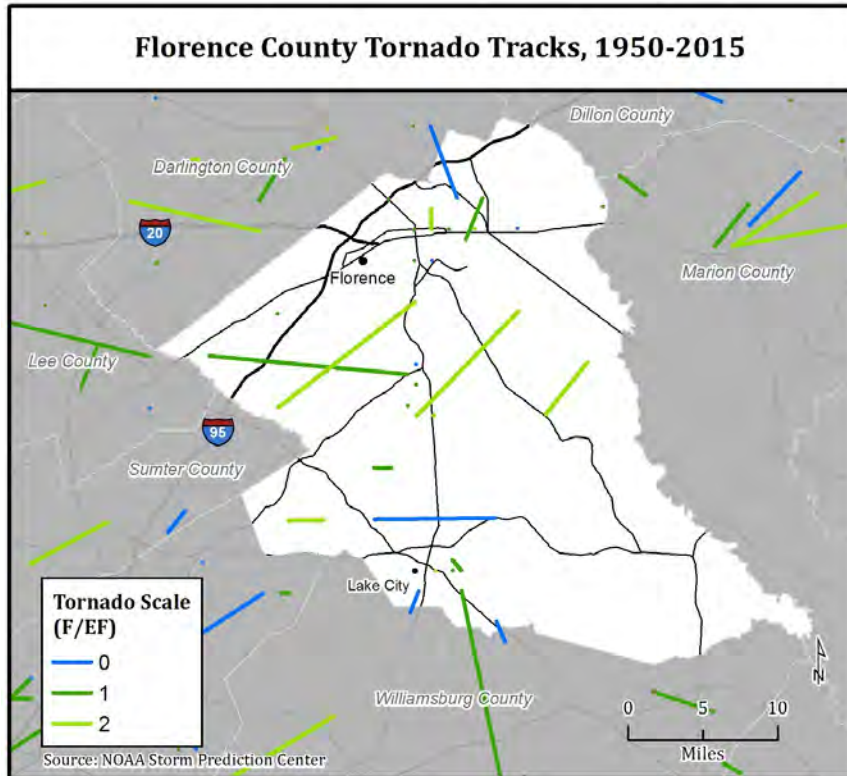 Florence County Tornado Tracks, 1950-2015
Dillon County
Darlington County
20
Florence
Marion County
Lee County
95
Sumter County
Lake City
Tornado Scale
(F/EF)
0
1
2
Williamsburg County
N
0 5 10
Miles
Source: NOAA Storm Prediction Center